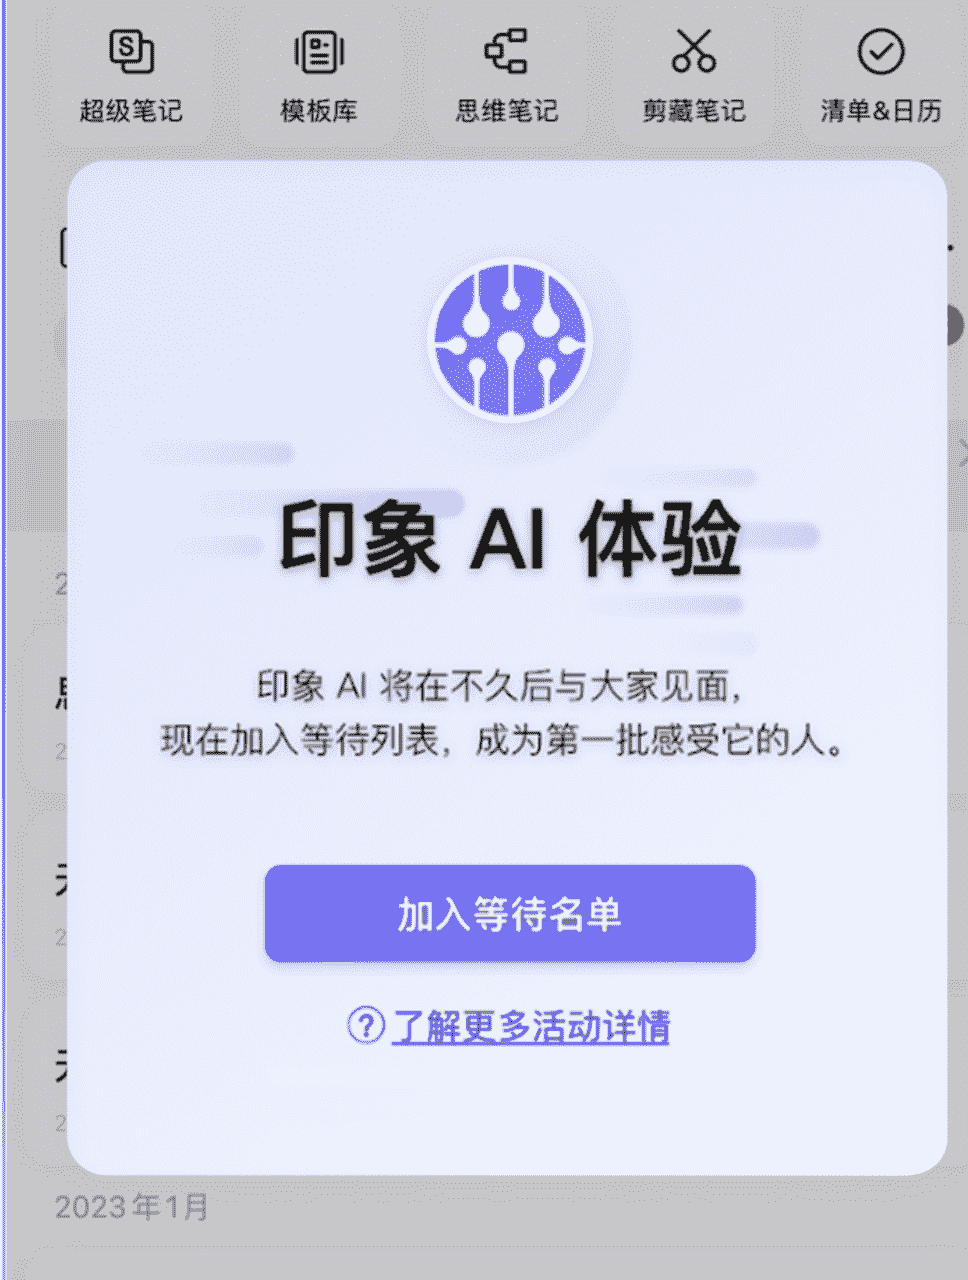 S
超级笔记 模板库 思维笔记 剪藏笔记 清单&日历
印象 AI 体验
印象 AI 将在不久后与大家见面，
现在加入等待列表，成为第一批感受它的人。
加入等待名单
? 了解更多活动详情
2023 年 1月